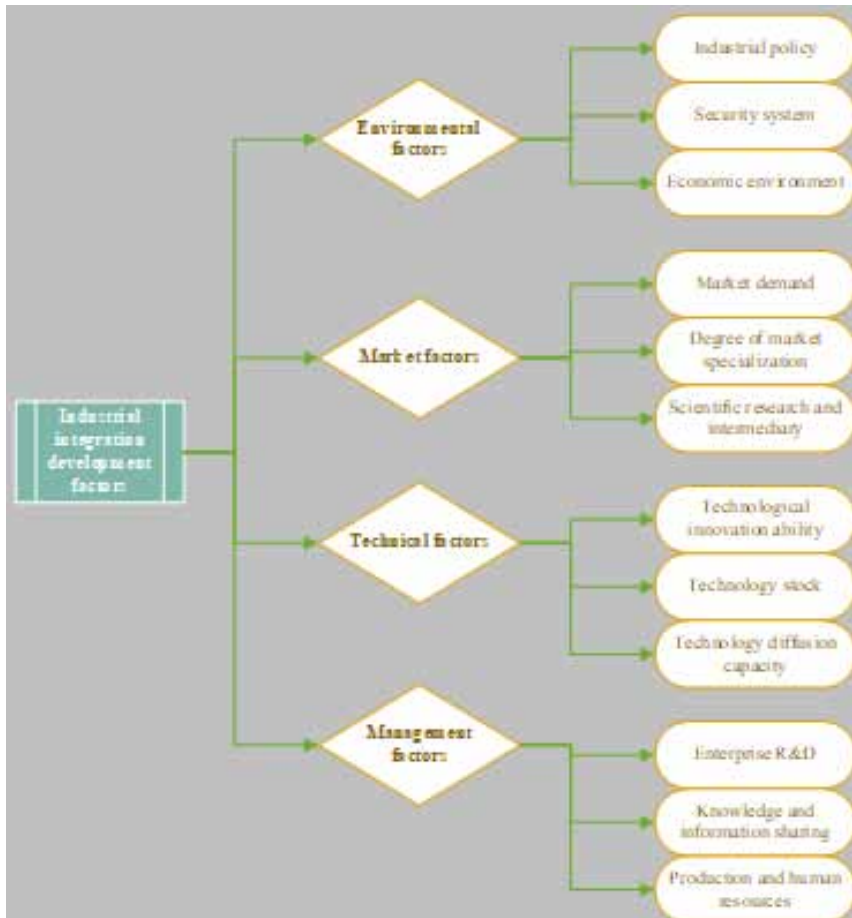 Industrial
integration
development
factors
Environmental
factors
Industrial policy
Security system
Economic environment
Market factors
Market demand
Degree of market
specialization
Scientific research and
intermediary
Technical factors
Technological
innovation ability
Technology stock
Technology diffusion
capacity
Management
factors
Enterprise R&D
Knowledge and
information sharing
Production and human
resources